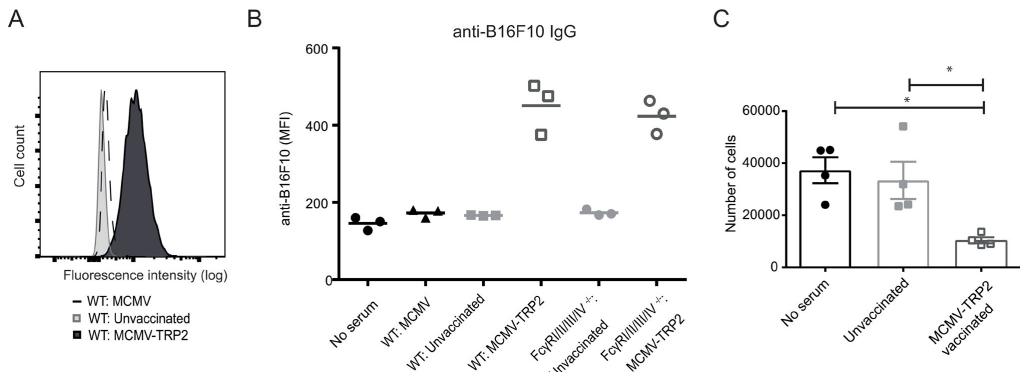 A
Cell count
Fluorescence intensity (log)
WT: MCMV
WT: Unvaccinated
WT: MCMV-TRP2
B
anti-B16F10 IgG
anti-B16F10 (MFI)
600
400
200
0
No serum
WT: MCMV
WT: Unvaccinated
WT: MCMV-TRP2
FcγRI/II/III/IV -/-:
Unvaccinated
FcγRI/II/III/IV -/-:
MCMV-TRP2
C
*
*
Number of cells
60000
40000
20000
0
No serum
Unvaccinated
MCMV-TRP2
vaccinated